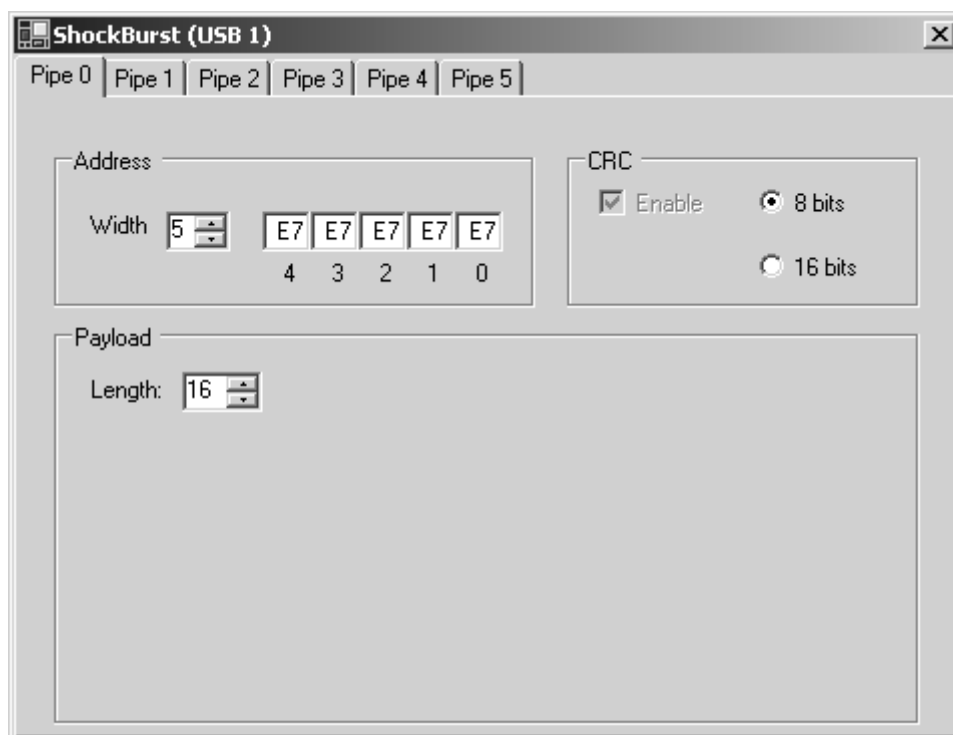 ShockBurst (USB 1)
Pipe 0 Pipe 1 Pipe 2 Pipe 3 Pipe 4 Pipe 5
Address
Width 5 E7 E7 E7 E7 E7
4 3 2 1 0
CRC
Enable 8 bits
16 bits
Payload
Length: 16